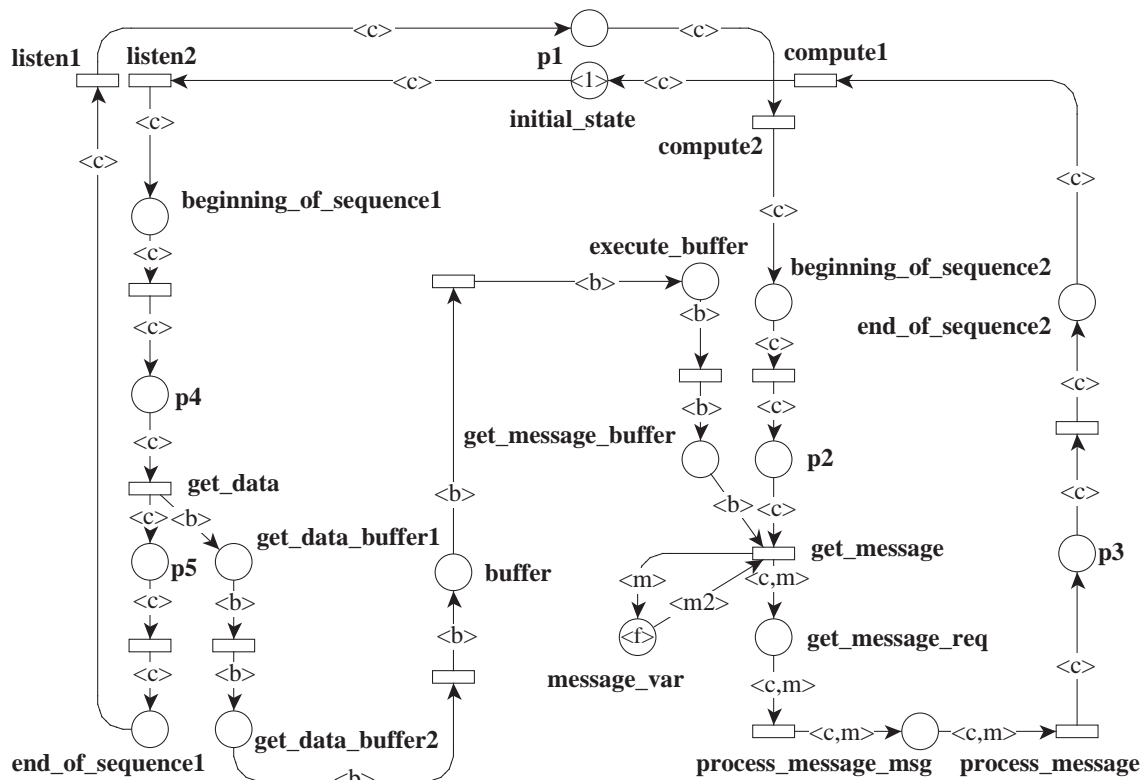 <c> <c>
listen1 listen2 p1 compute1
<c> <1> <c>
<c> initial_state
<c> compute2
<c>
beginning_of_sequence1 <c>
<c> <c>
execute_buffer
<b> beginning_of_sequence2
<b> <c> end_of_sequence2
<c>
p4 <b> <c> <c>
get_message_buffer p2
<c>
get_data <b> <b> <c> <c>
<c> <b> get_data_buffer1 get_message p3
p5 buffer <m> <c,m>
<c> <b> <m2>
<b> <f> get_message_req
<c> <b> message_var <c,m> <c>
get_data_buffer2 <c,m> <c,m>
end_of_sequence1 process_message_msg process_message
<b>